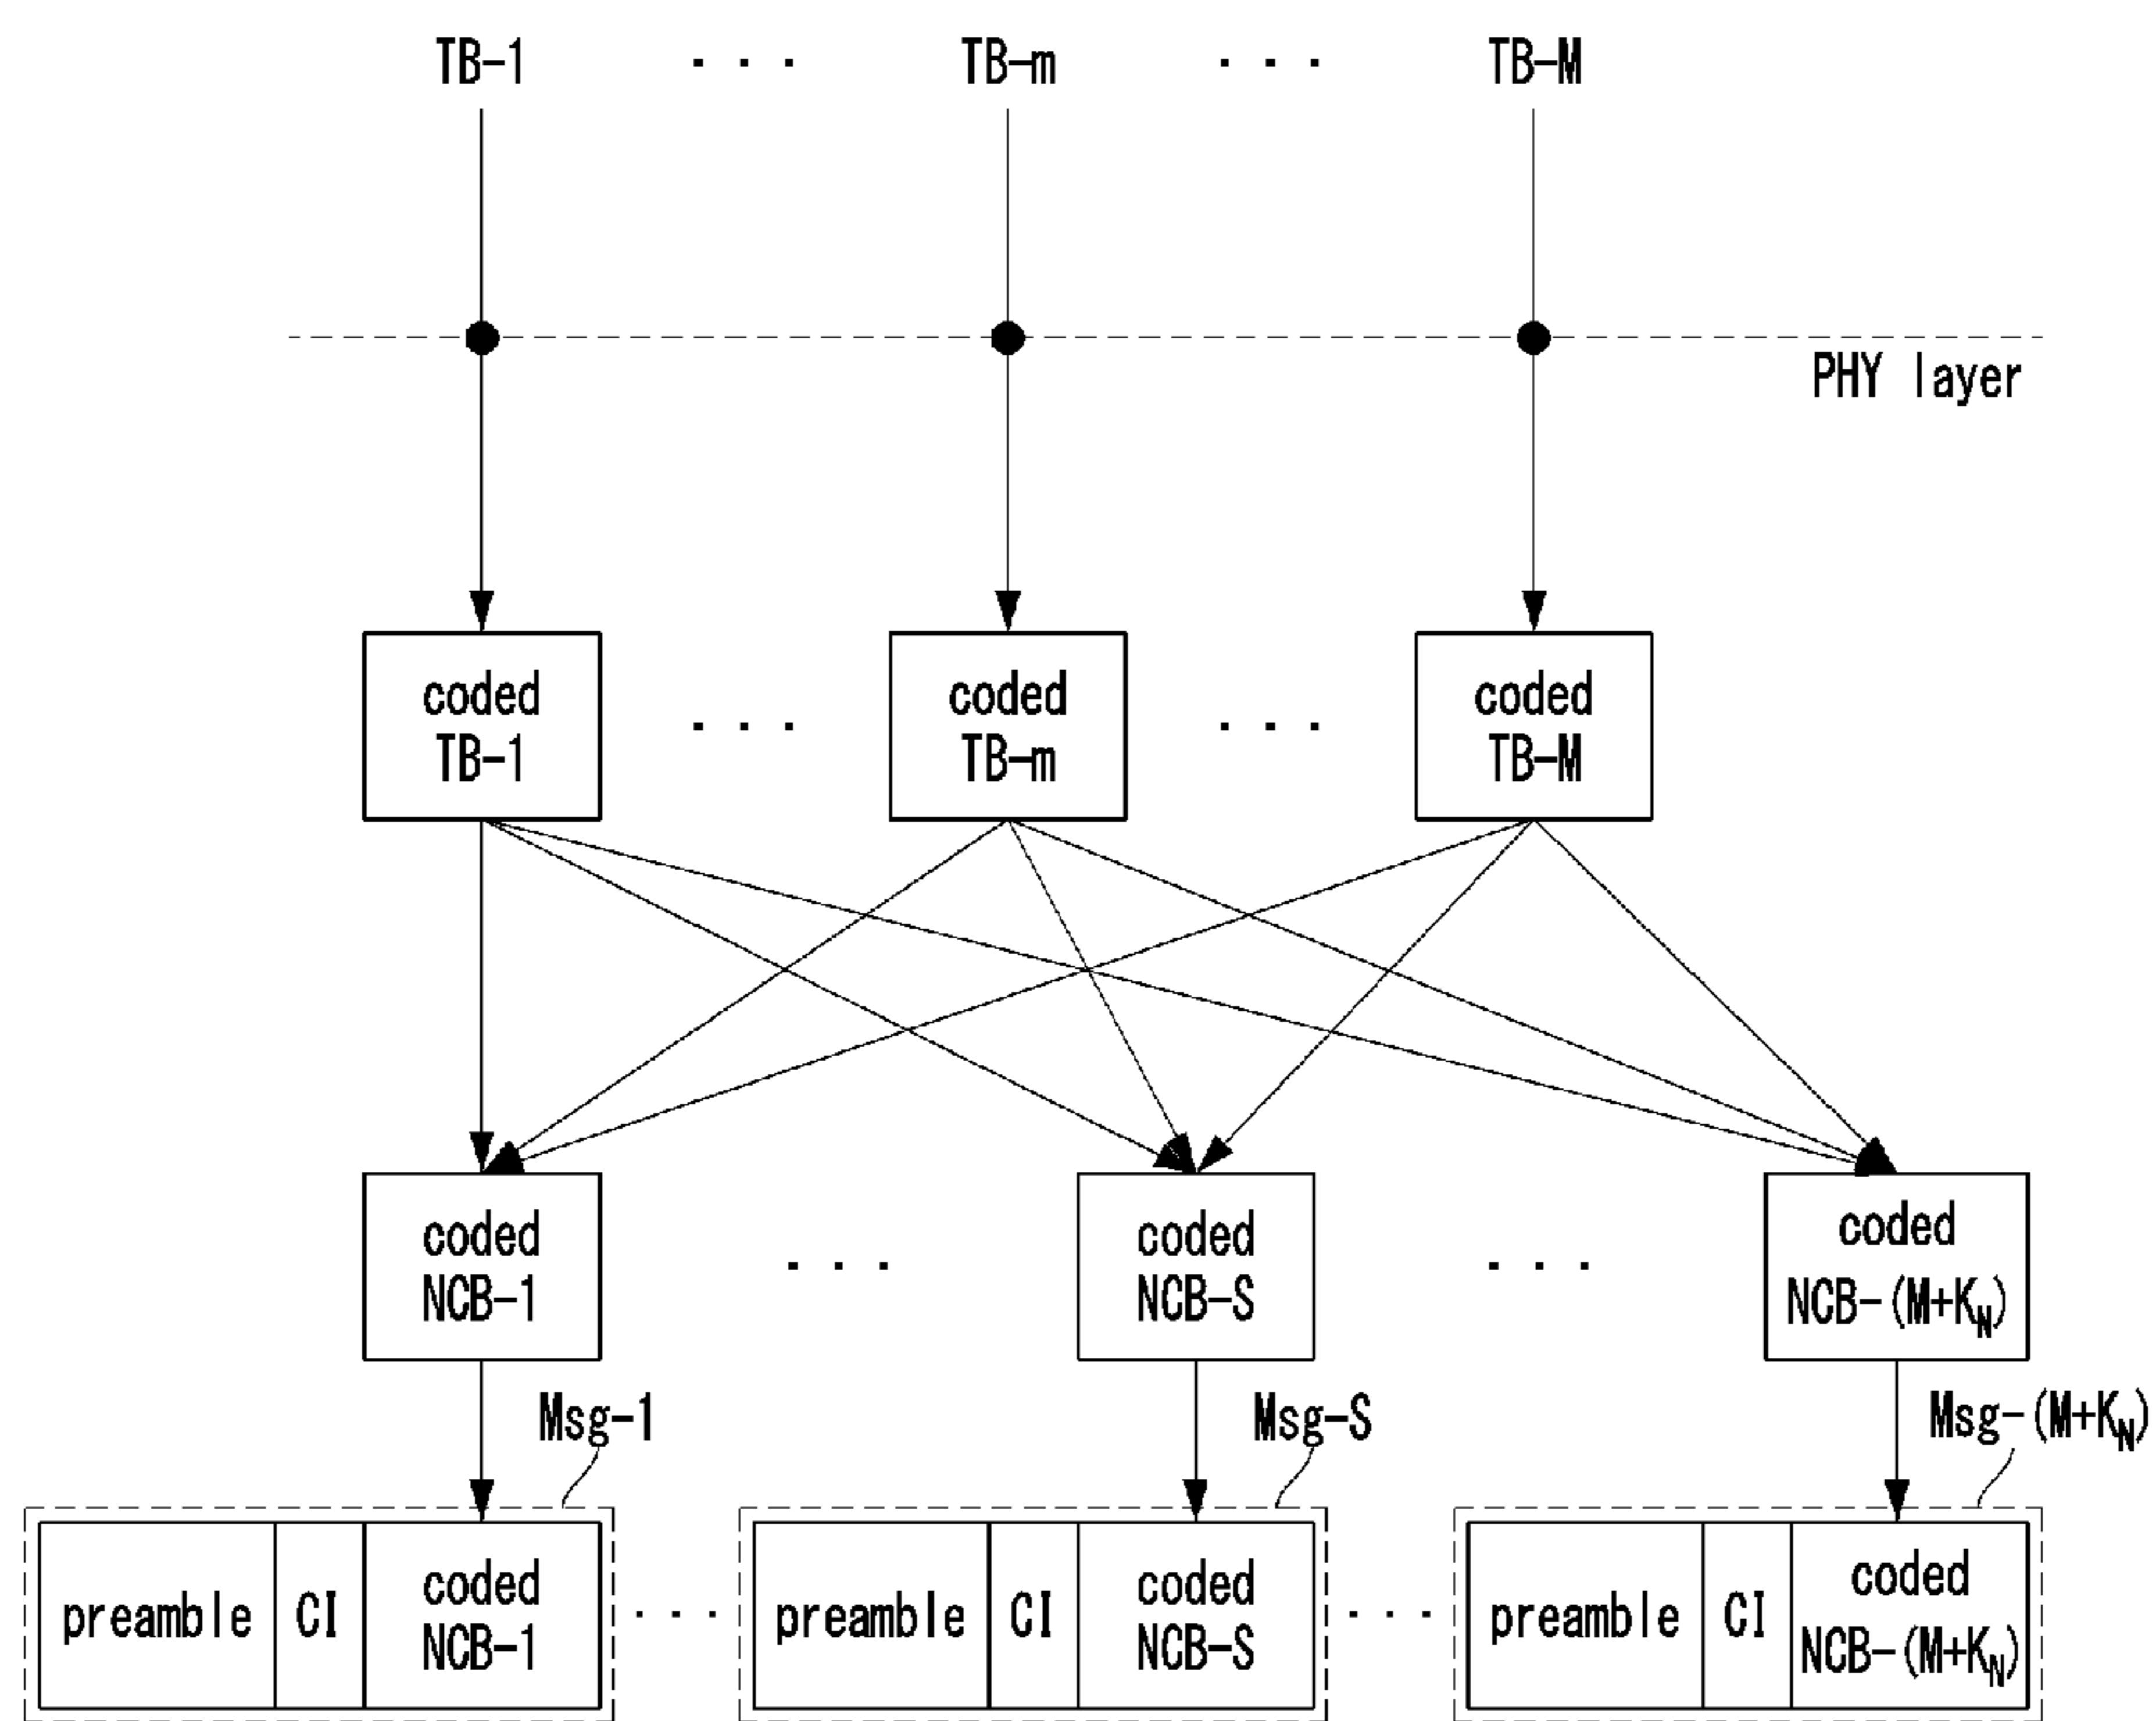 TB-1 · · · TB-m · · · TB-M
PHY layer
coded coded coded
TB-1 · · · TB-m · · · TB-M
coded coded coded
NCB-1 · · · NCB-S · · · NCB-(M+K_N)
Msg-1 Msg-S Msg-(M+K_N)
preamble CI coded NCB-1 · · · preamble CI coded NCB-S · · · preamble CI coded NCB-(M+K_N)